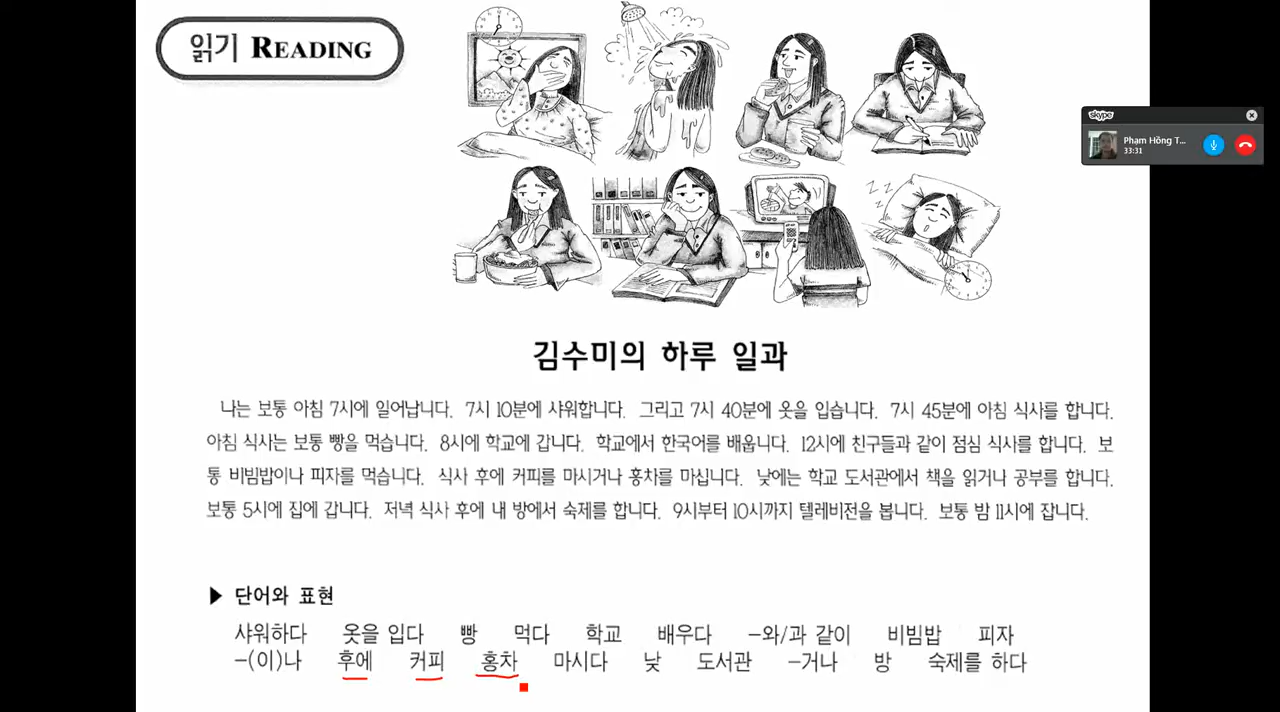 읽기 READING
skype
Phạm Hồng T...
33:31
김수미의 하루 일과
나는 보통 아침 7시에 일어납니다. 7시 10분에 샤워합니다. 그리고 7시 40분에 옷을 입습니다. 7시 45분에 아침 식사를 합니다.
아침 식사는 보통 빵을 먹습니다. 8시에 학교에 갑니다. 학교에서 한국어를 배웁니다. 12시에 친구들과 같이 점심 식사를 합니다. 보
통 비빔밥이나 피자를 먹습니다. 식사 후에 커피를 마시거나 홍차를 마십니다. 낮에는 학교 도서관에서 책을 읽거나 공부를 합니다.
보통 5시에 집에 갑니다. 저녁 식사 후에 내 방에서 숙제를 합니다. 9시부터 10시까지 텔레비전을 봅니다. 보통 밤 11시에 잡니다.
▶ 단어와 표현
샤워하다 옷을 입다 빵 먹다 학교 배우다 -와/과 같이 비빔밥 피자
-(이)나 후에 커피 홍차 마시다 낮 도서관 -거나 방 숙제를 하다